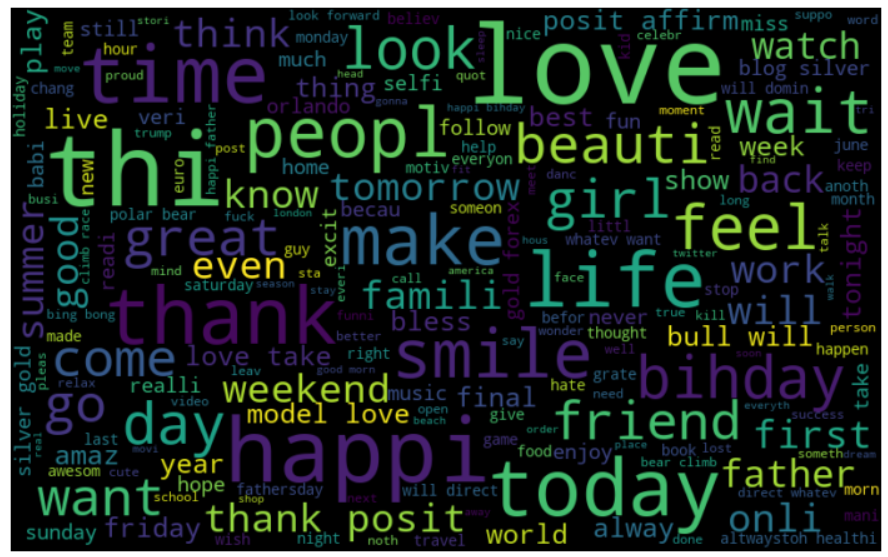 stori look forward believ celebr nice suppo word
play team still think look love posit affirm miss
hour monday much kid sleep watch
holiday move proud time head quot gonna blog silver
chang thing selfi happi bihday will domin tri
live veri orlando best fun moment wait
trump post peopl follow beauti read week june
babi new euro happi father home help danc find keep
thi motiv everyon fit meet show back anoth
busi know tomorrow girl long month
polar bear fuck london becau someon littl feel talk
climb race great excit make hous whatev want twitter tonight
summer good readi guy gold forex life face
mind even sta everi call america work walk
saturday season stay famili stop
bing bong thank funni bless befor never true kill will
made better wonder thought bull will person
come love take right say smile well happen
pleas leav good morn soon
silver gold relax realli weekend music final hate grate bihday take
go video open give need everyth success
real day model love beach order friend first
last movi game food enjoy place book lost
amaz year happi bear climb someth dream
awesom cute hope fathersday will direct today father morn
want school shop next direct whatev mani
thank posit away world alway onli
sunday friday wish night noth travel done altwaystoh healthi